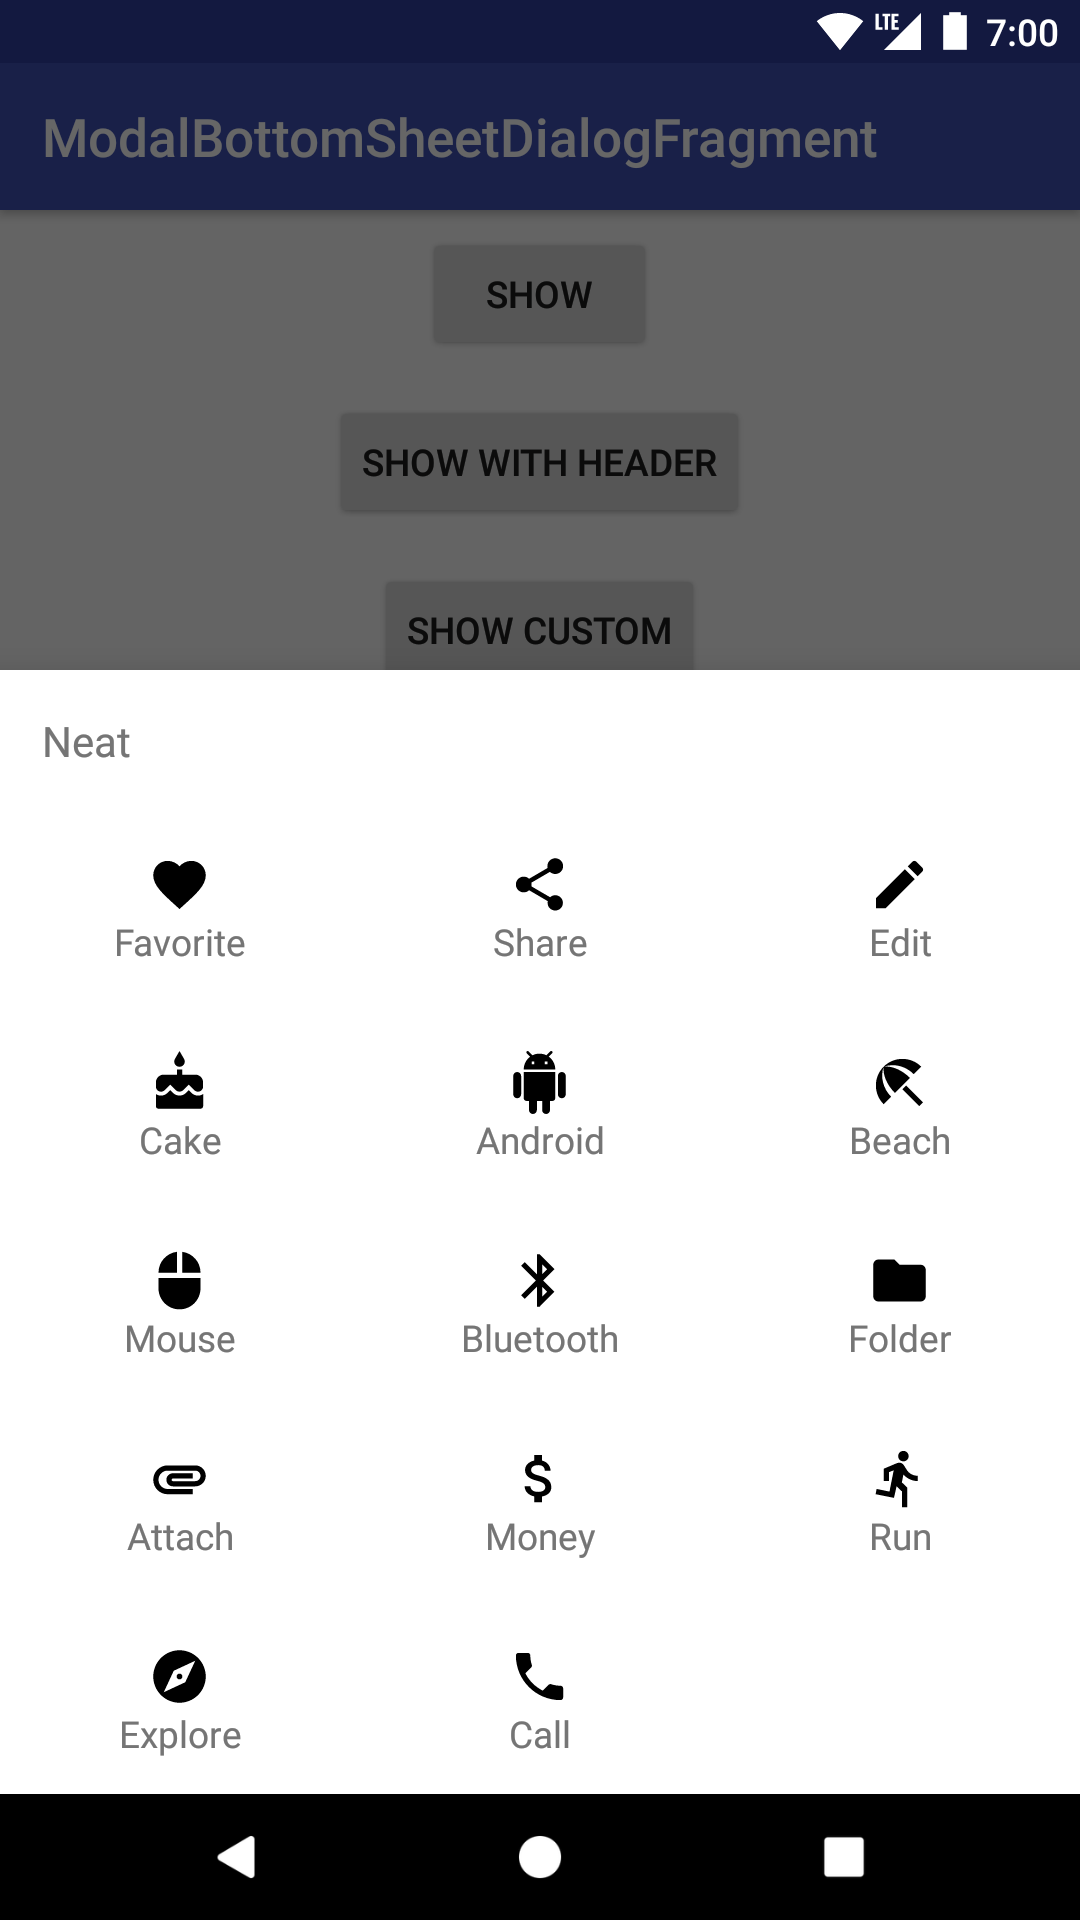 LTE 7:00
ModalBottomSheetDialogFragment
SHOW
SHOW WITH HEADER
SHOW CUSTOM
Neat
Favorite Share Edit
Cake Android Beach
Mouse Bluetooth Folder
Attach Money Run
Explore Call